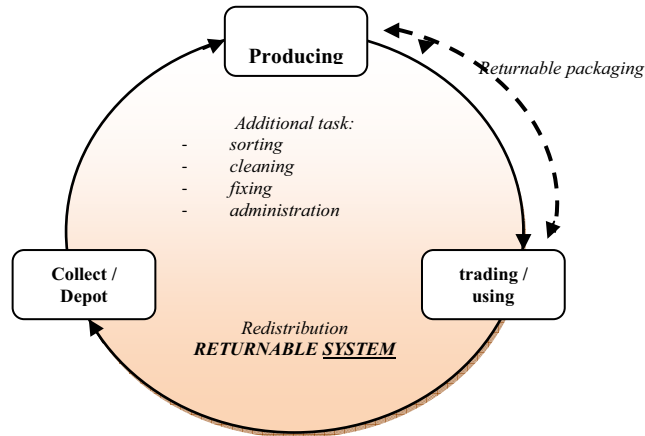 Producing
Returnable packaging
Additional task:
- sorting
- cleaning
- fixing
- administration
Collect /
Depot
trading /
using
Redistribution
RETURNABLE SYSTEM